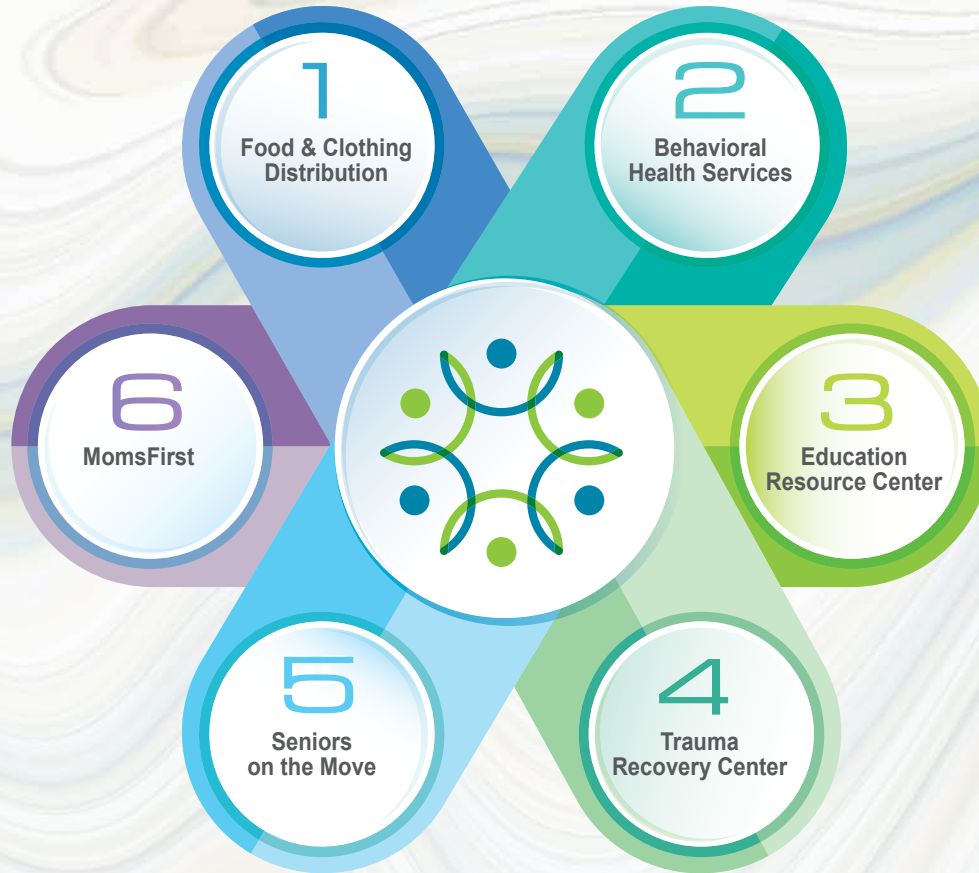 1
Food & Clothing
Distribution
2
Behavioral
Health Services
3
Education
Resource Center
4
Trauma
Recovery Center
5
Seniors
on the Move
6
MomsFirst